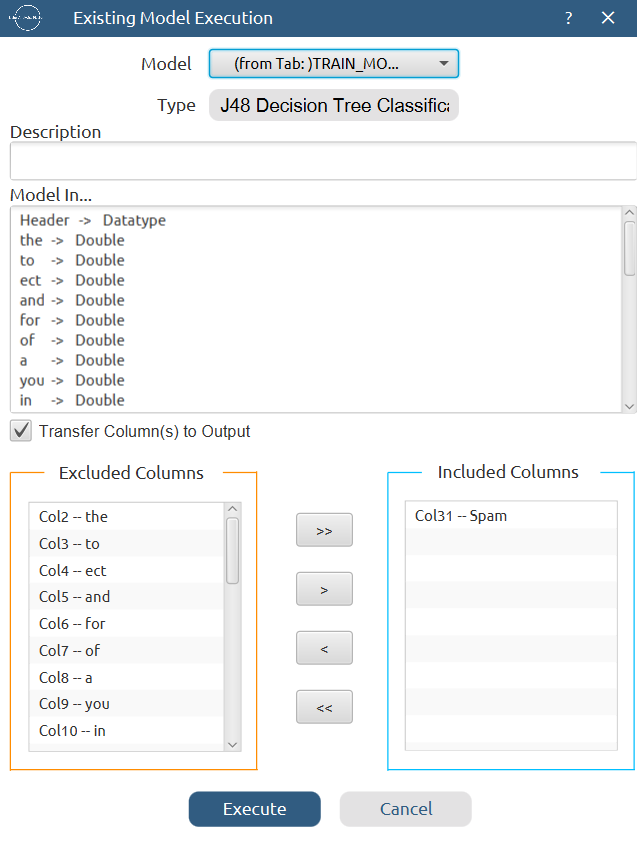 Existing Model Execution ? ×
Model (from Tab: )TRAIN_MO...
Type J48 Decision Tree Classifica
Description
Model In...
Header -> Datatype
the -> Double
to -> Double
ect -> Double
and -> Double
for -> Double
of -> Double
a -> Double
you -> Double
in -> Double
Transfer Column(s) to Output
Excluded Columns
Col2 -- the
Col3 -- to
Col4 -- ect
Col5 -- and
Col6 -- for
Col7 -- of
Col8 -- a
Col9 -- you
Col10 -- in
>>
>
<
<<
Included Columns
Col31 -- Spam
Execute
Cancel